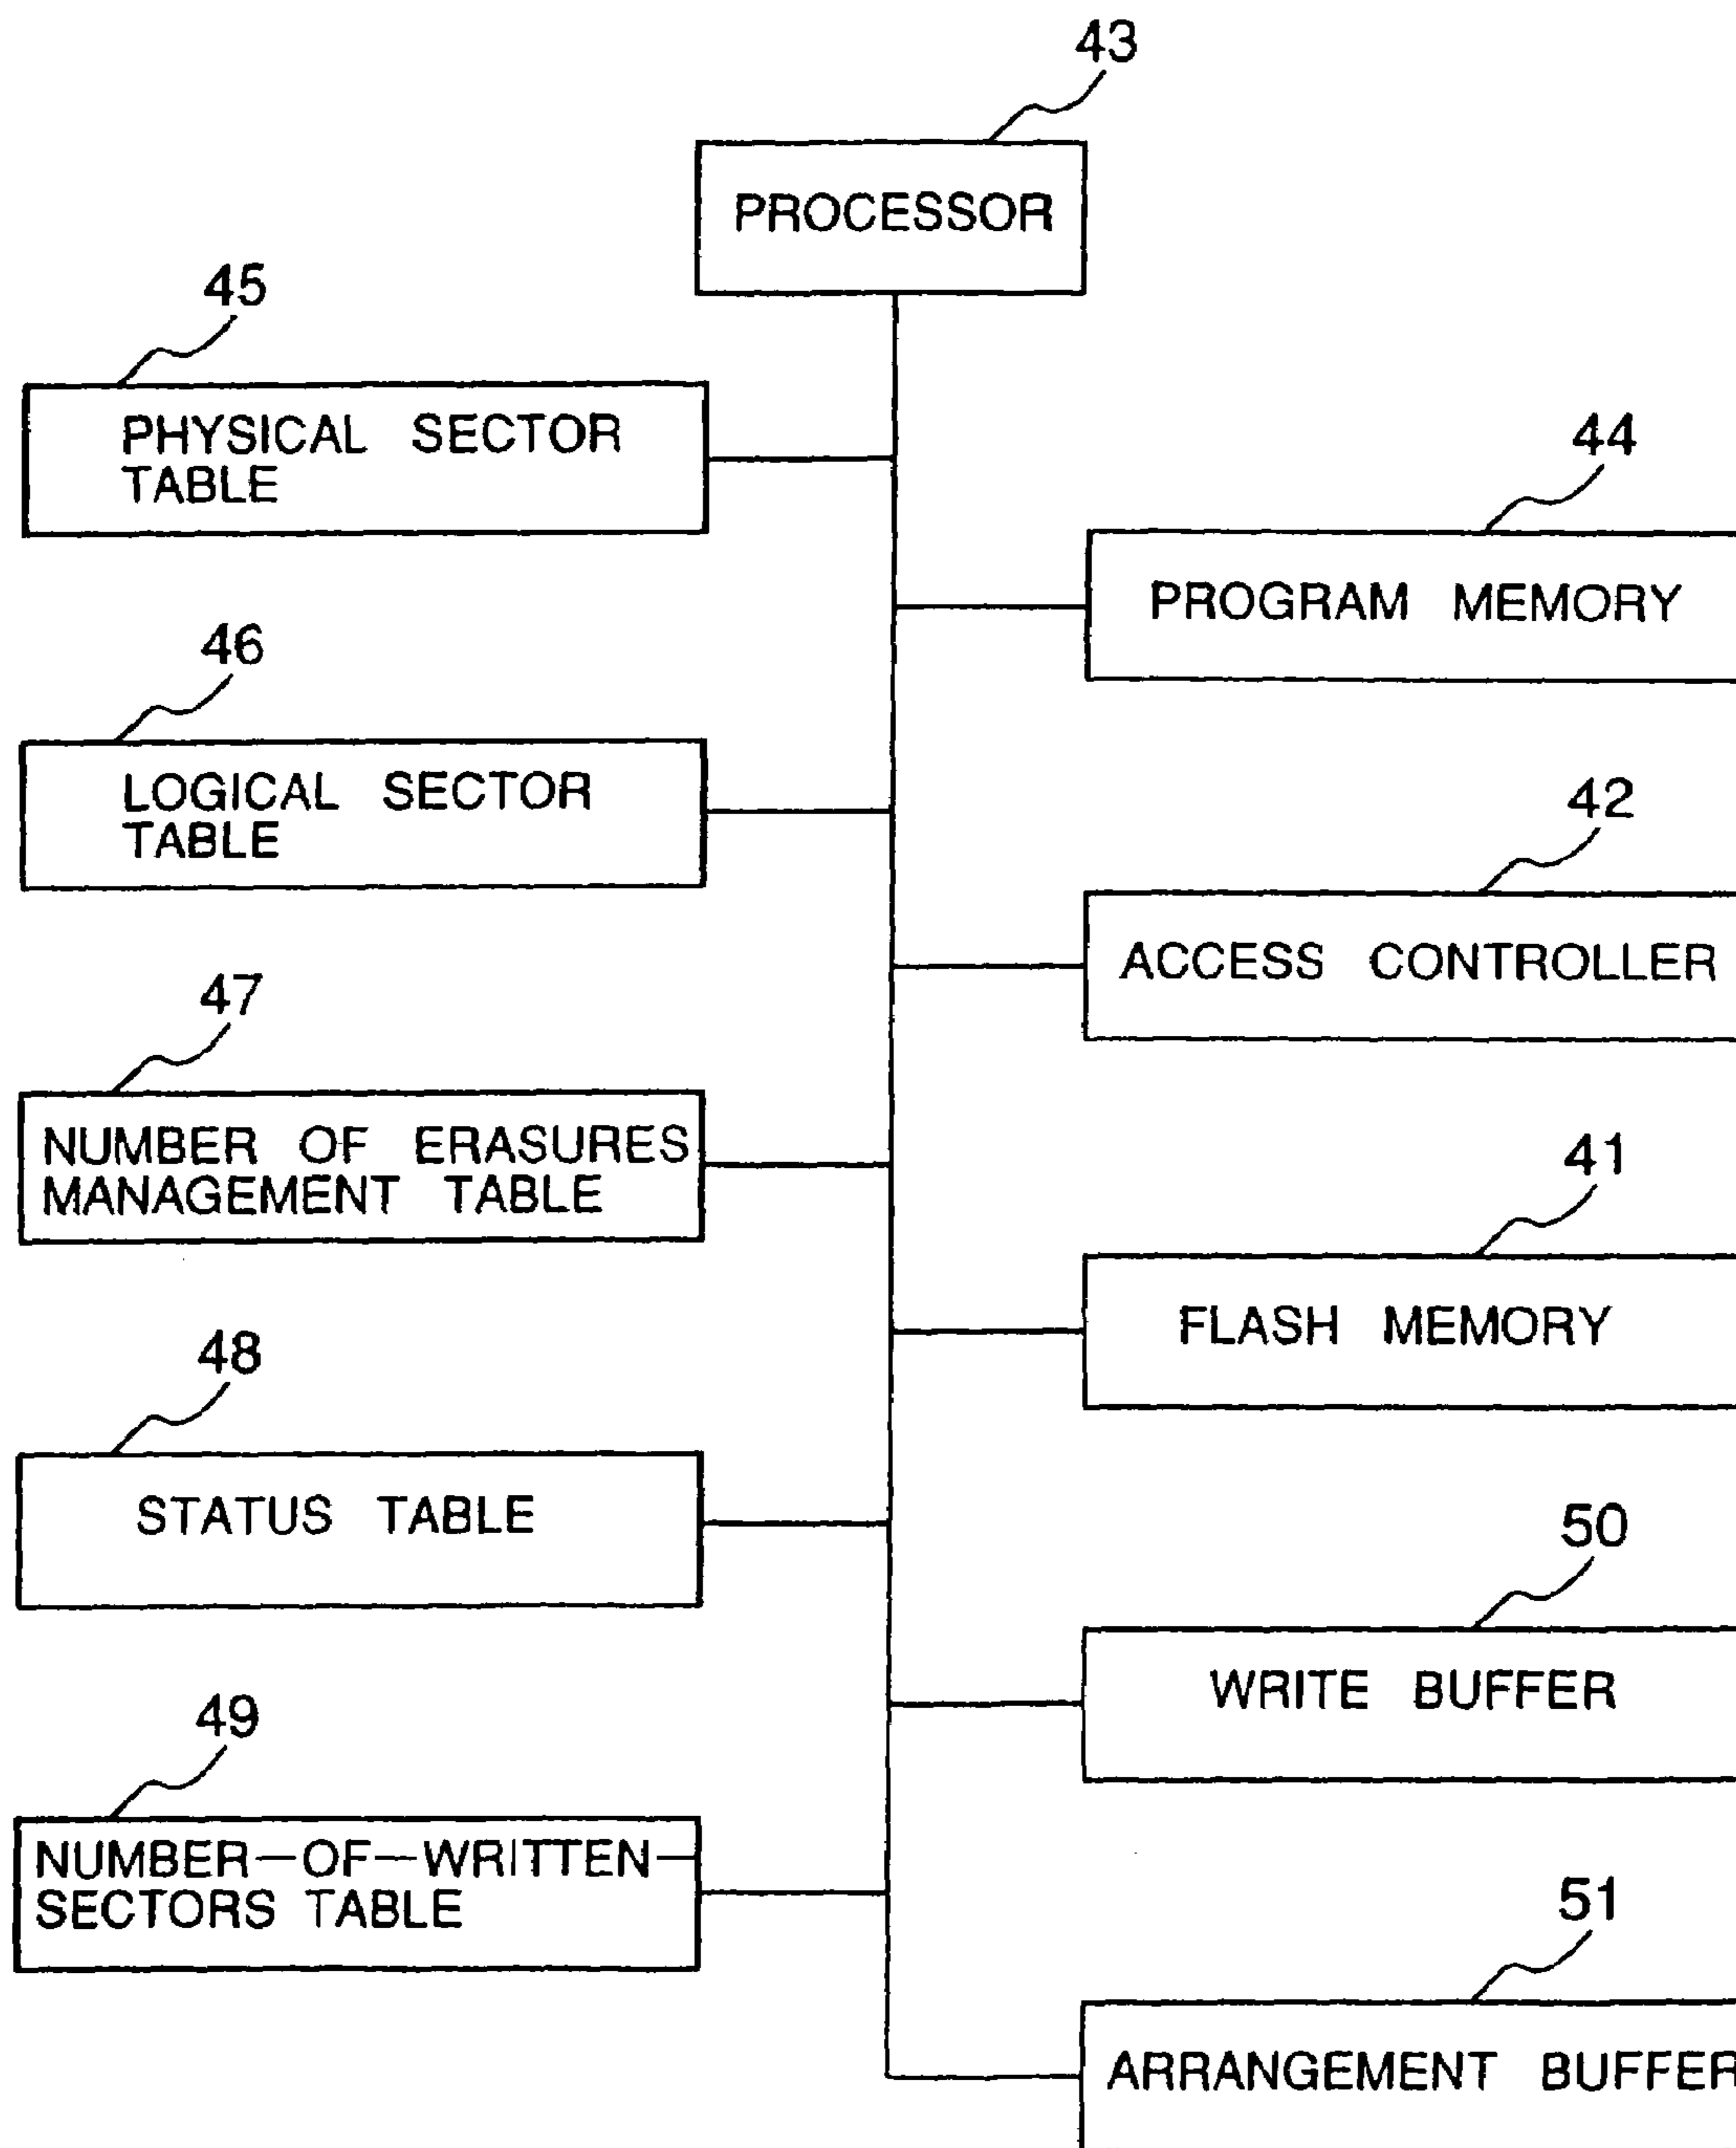 43
PROCESSOR
45
PHYSICAL SECTOR
TABLE
44
PROGRAM MEMORY
46
LOGICAL SECTOR
TABLE
42
ACCESS CONTROLLER
47
NUMBER OF ERASURES
MANAGEMENT TABLE
41
FLASH MEMORY
48
STATUS TABLE
50
WRITE BUFFER
49
NUMBER-OF-WRITTEN-
SECTORS TABLE
51
ARRANGEMENT BUFFER